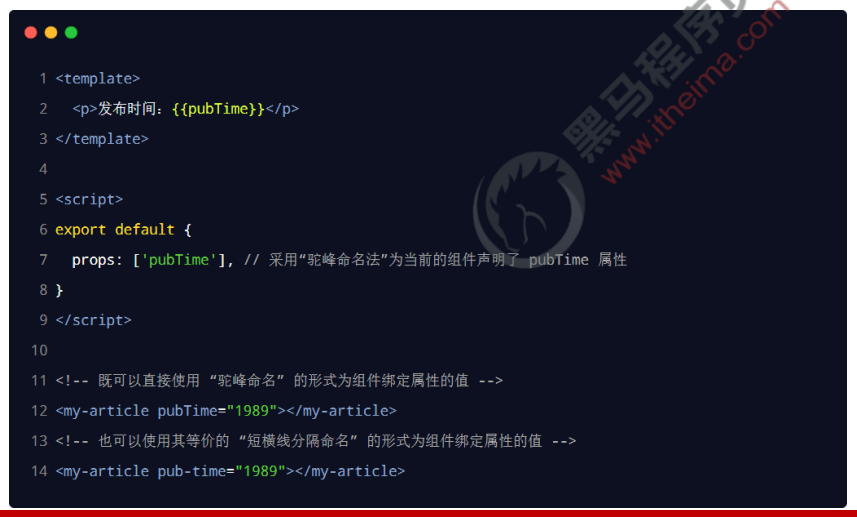 黑马程序员
www.itheima.com
1 <template>
2   <p>发布时间：{{pubTime}}</p>
3 </template>
4
5 <script>
6 export default {
7   props: ['pubTime'], // 采用“驼峰命名法”为当前的组件声明了 pubTime 属性
8 }
9 </script>
10
11 <!-- 既可以直接使用 “驼峰命名” 的形式为组件绑定属性的值 -->
12 <my-article pubTime="1989"></my-article>
13 <!-- 也可以使用其等价的 “短横线分隔命名” 的形式为组件绑定属性的值 -->
14 <my-article pub-time="1989"></my-article>